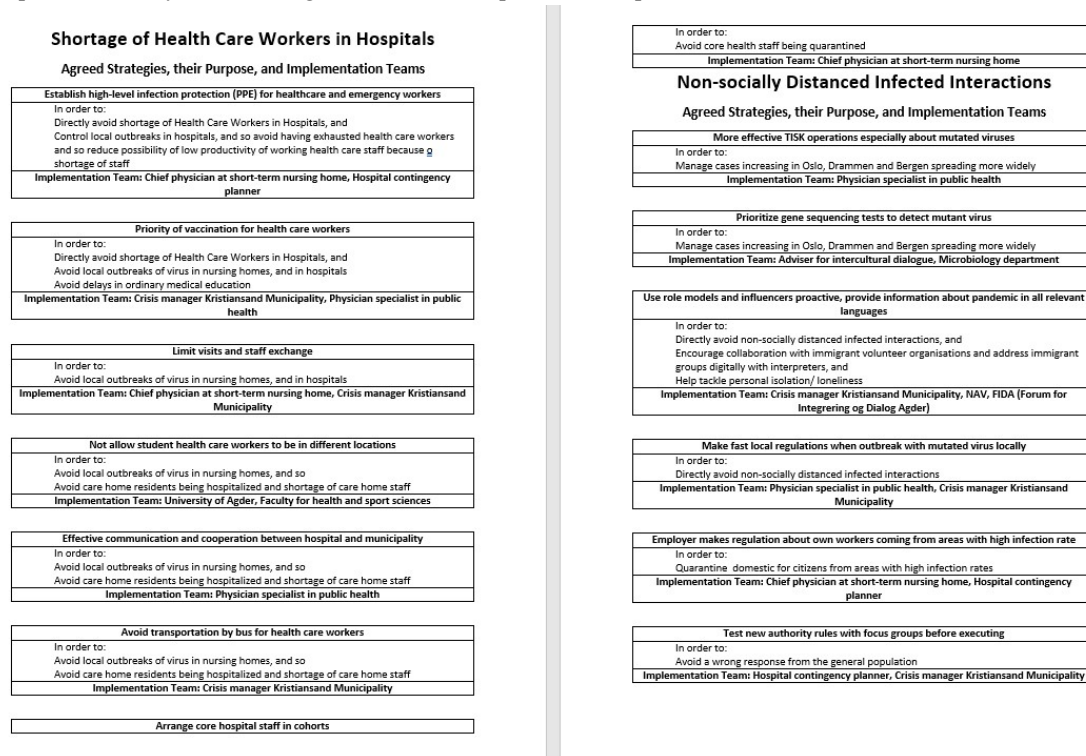 Shortage of Health Care Workers in Hospitals
Agreed Strategies, their Purpose, and Implementation Teams
Establish high-level infection protection (PPE) for healthcare and emergency workers
In order to:
Directly avoid shortage of Health Care Workers in Hospitals, and
Control local outbreaks in hospitals, and so avoid having exhausted health care workers
and so reduce possibility of low productivity of working health care staff because o
shortage of staff
Implementation Team: Chief physician at short-term nursing home, Hospital contingency
planner
Priority of vaccination for health care workers
In order to:
Directly avoid shortage of Health Care Workers in Hospitals, and
Avoid local outbreaks of virus in nursing homes, and in hospitals
Avoid delays in ordinary medical education
Implementation Team: Crisis manager Kristiansand Municipality, Physician specialist in public
health
Limit visits and staff exchange
In order to:
Avoid local outbreaks of virus in nursing homes, and in hospitals
Implementation Team: Chief physician at short-term nursing home, Crisis manager Kristiansand
Municipality
Not allow student health care workers to be in different locations
In order to:
Avoid local outbreaks of virus in nursing homes, and so
Avoid care home residents being hospitalized and shortage of care home staff
Implementation Team: University of Agder, Faculty for health and sport sciences
Effective communication and cooperation between hospital and municipality
In order to:
Avoid local outbreaks of virus in nursing homes, and so
Avoid care home residents being hospitalized and shortage of care home staff
Implementation Team: Physician specialist in public health
Avoid transportation by bus for health care workers
In order to:
Avoid local outbreaks of virus in nursing homes, and so
Avoid care home residents being hospitalized and shortage of care home staff
Implementation Team: Crisis manager Kristiansand Municipality
Arrange core hospital staff in cohorts
In order to:
Avoid core health staff being quarantined
Implementation Team: Chief physician at short-term nursing home
Non-socially Distanced Infected Interactions
Agreed Strategies, their Purpose, and Implementation Teams
More effective TISK operations especially about mutated viruses
In order to:
Manage cases increasing in Oslo, Drammen and Bergen spreading more widely
Implementation Team: Physician specialist in public health
Prioritize gene sequencing tests to detect mutant virus
In order to:
Manage cases increasing in Oslo, Drammen and Bergen spreading more widely
Implementation Team: Adviser for intercultural dialogue, Microbiology department
Use role models and influencers proactive, provide information about pandemic in all relevant
languages
In order to:
Directly avoid non-socially distanced infected interactions, and
Encourage collaboration with immigrant volunteer organisations and address immigrant
groups digitally with interpreters, and
Help tackle personal isolation/ loneliness
Implementation Team: Crisis manager Kristiansand Municipality, NAV, FIDA (Forum for
Integrering og Dialog Agder)
Make fast local regulations when outbreak with mutated virus locally
In order to:
Directly avoid non-socially distanced infected interactions
Implementation Team: Physician specialist in public health, Crisis manager Kristiansand
Municipality
Employer makes regulation about own workers coming from areas with high infection rate
In order to:
Quarantine domestic for citizens from areas with high infection rates
Implementation Team: Chief physician at short-term nursing home, Hospital contingency
planner
Test new authority rules with focus groups before executing
In order to:
Avoid a wrong response from the general population
Implementation Team: Hospital contingency planner, Crisis manager Kristiansand Municipality